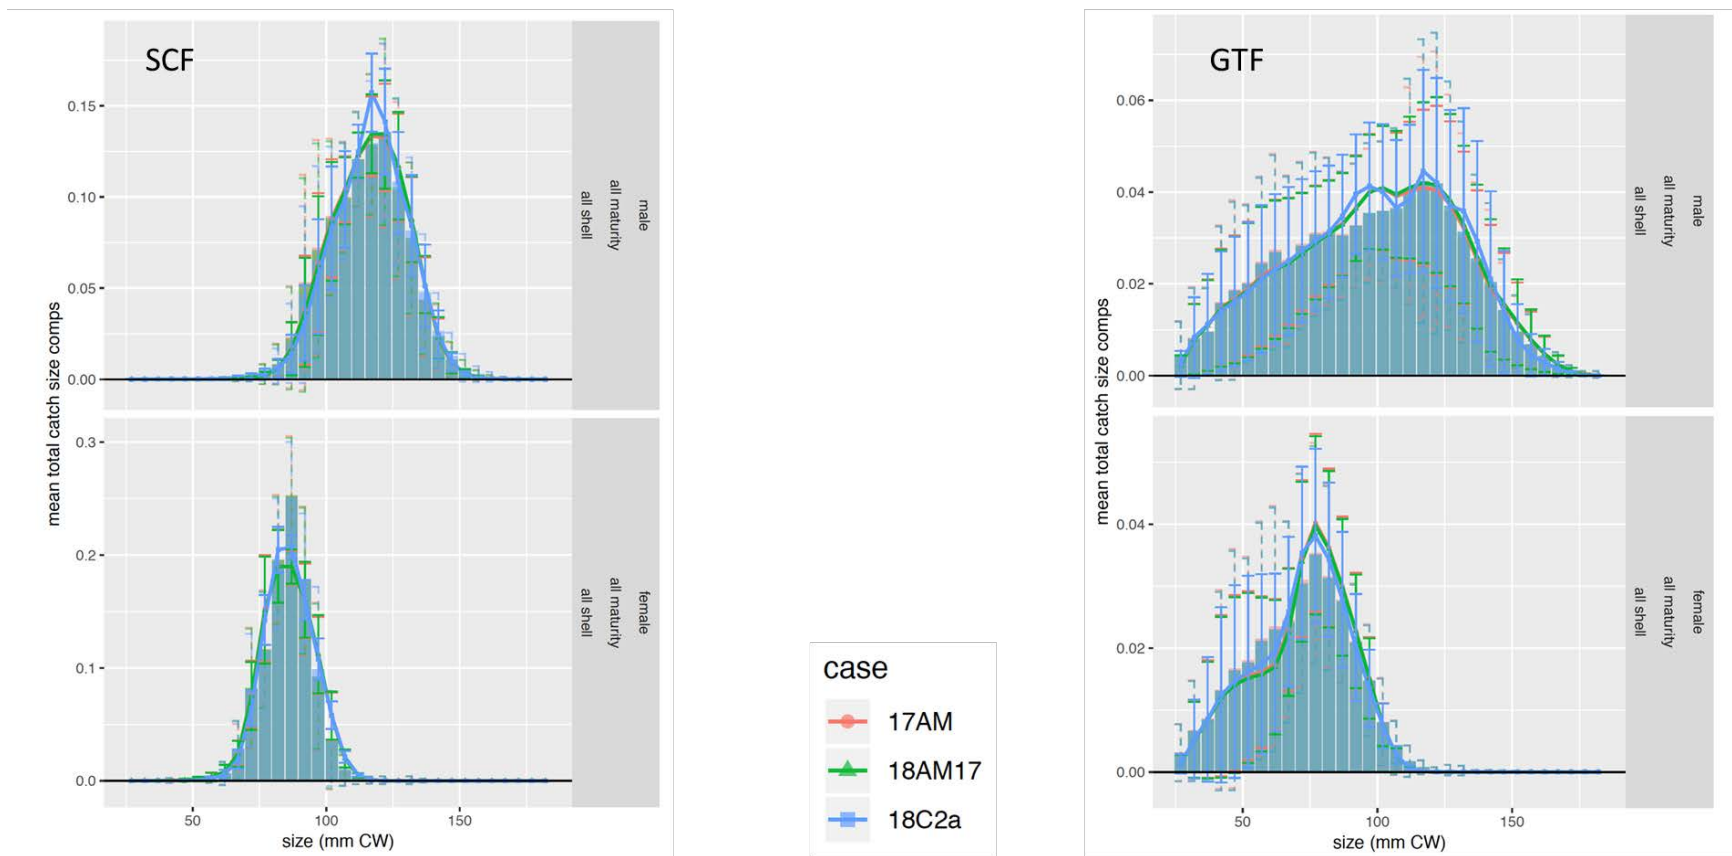 SCF
0.15
0.10
0.05
0.00
male
all maturity
all shell
0.3
0.2
0.1
0.0
female
all maturity
all shell
mean total catch size comps
50
100
150
size (mm CW)
case
17AM
18AM17
18C2a
GTF
0.06
0.04
0.02
0.00
male
all maturity
all shell
0.04
0.02
0.00
female
all maturity
all shell
mean total catch size comps
50
100
150
size (mm CW)